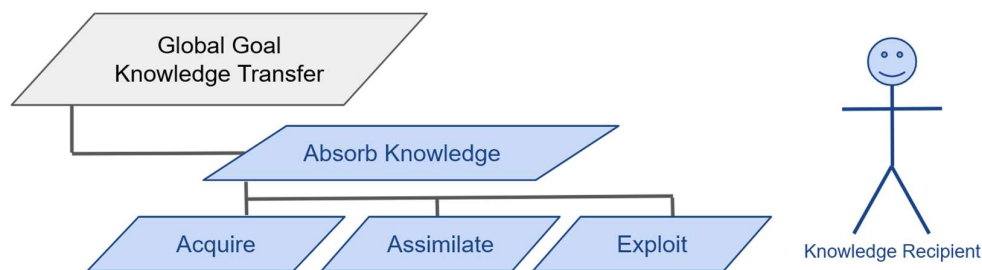 Global Goal
Knowledge Transfer
Absorb Knowledge
Acquire
Assimilate
Exploit
Knowledge Recipient